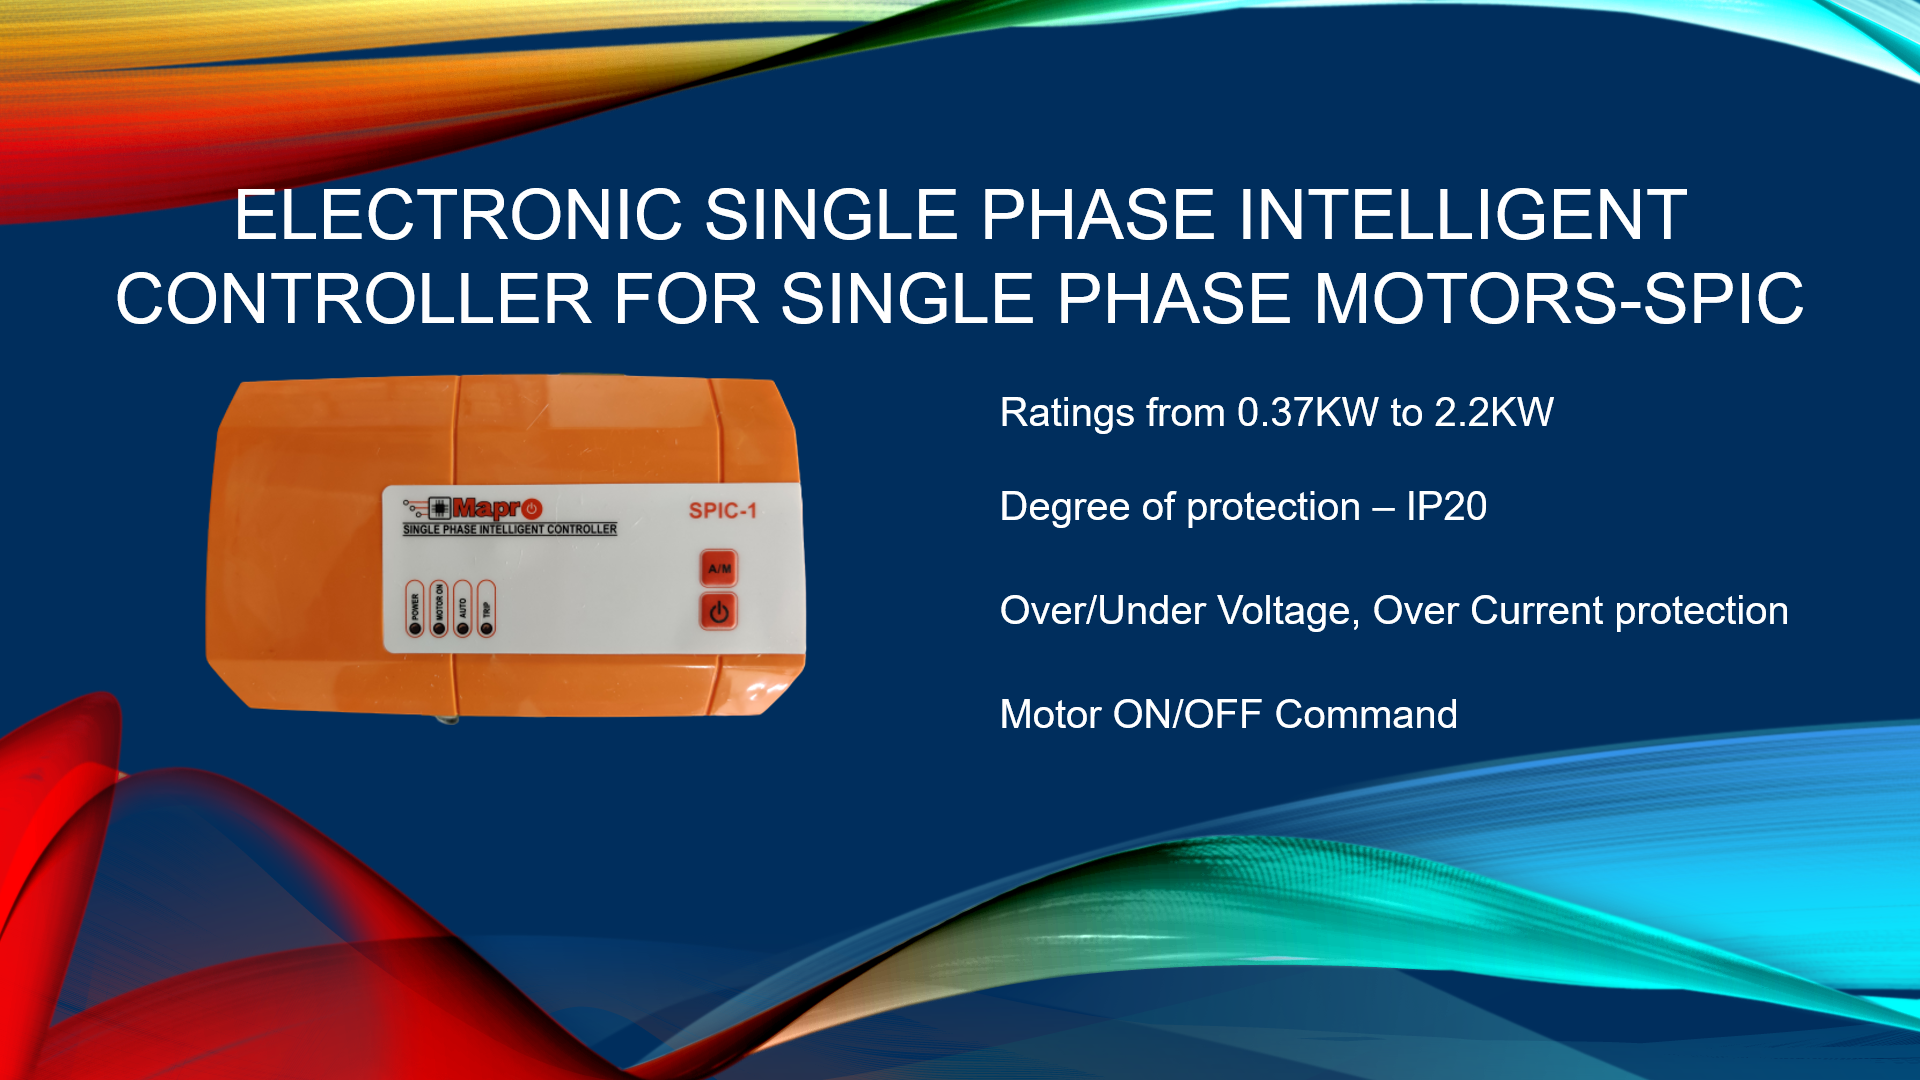 ELECTRONIC SINGLE PHASE INTELLIGENT
CONTROLLER FOR SINGLE PHASE MOTORS-SPIC
Ratings from 0.37KW to 2.2KW
Degree of protection – IP20
Over/Under Voltage, Over Current protection
Motor ON/OFF Command
Mapro
SINGLE PHASE INTELLIGENT CONTROLLER
SPIC-1
A/M
POWER
MOTOR ON
AUTO
TRIP